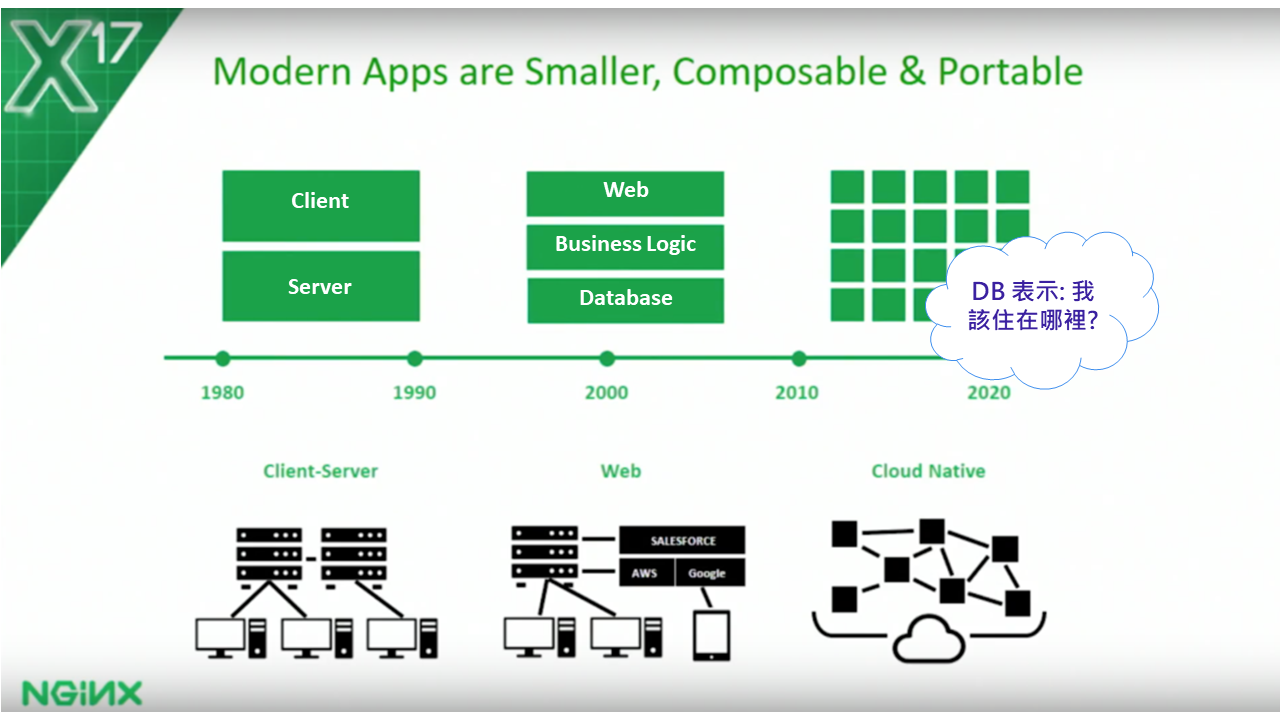 X17
Modern Apps are Smaller, Composable & Portable
Client
Server
Web
Business Logic
Database
DB 表示: 我
該住在哪裡?
1980
1990
2000
2010
2020
Client-Server
Web
Cloud Native
SALESFORCE
AWS
Google
NGINX